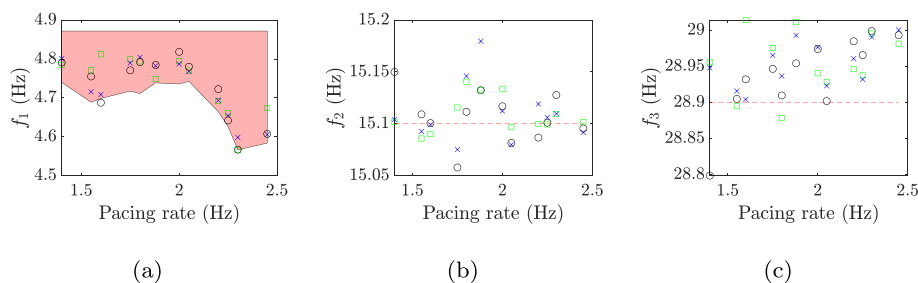 4.9
4.8
4.7
4.6
4.5
f1 (Hz)
1.5 2 2.5
Pacing rate (Hz)
(a)
15.2
15.15
15.1
15.05
f2 (Hz)
1.5 2 2.5
Pacing rate (Hz)
(b)
29
28.95
28.9
28.85
28.8
f3 (Hz)
1.5 2 2.5
Pacing rate (Hz)
(c)